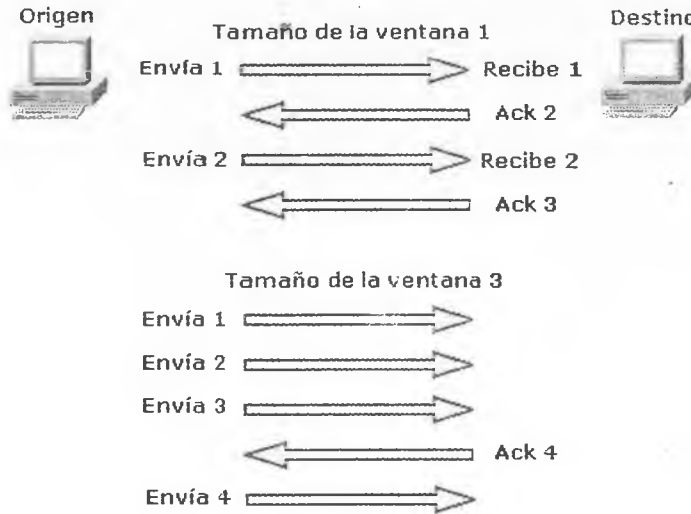 Origen
Destino
Tamaño de la ventana 1
Envía 1
Recibe 1
Ack 2
Envía 2
Recibe 2
Ack 3
Tamaño de la ventana 3
Envía 1
Envía 2
Envía 3
Ack 4
Envía 4